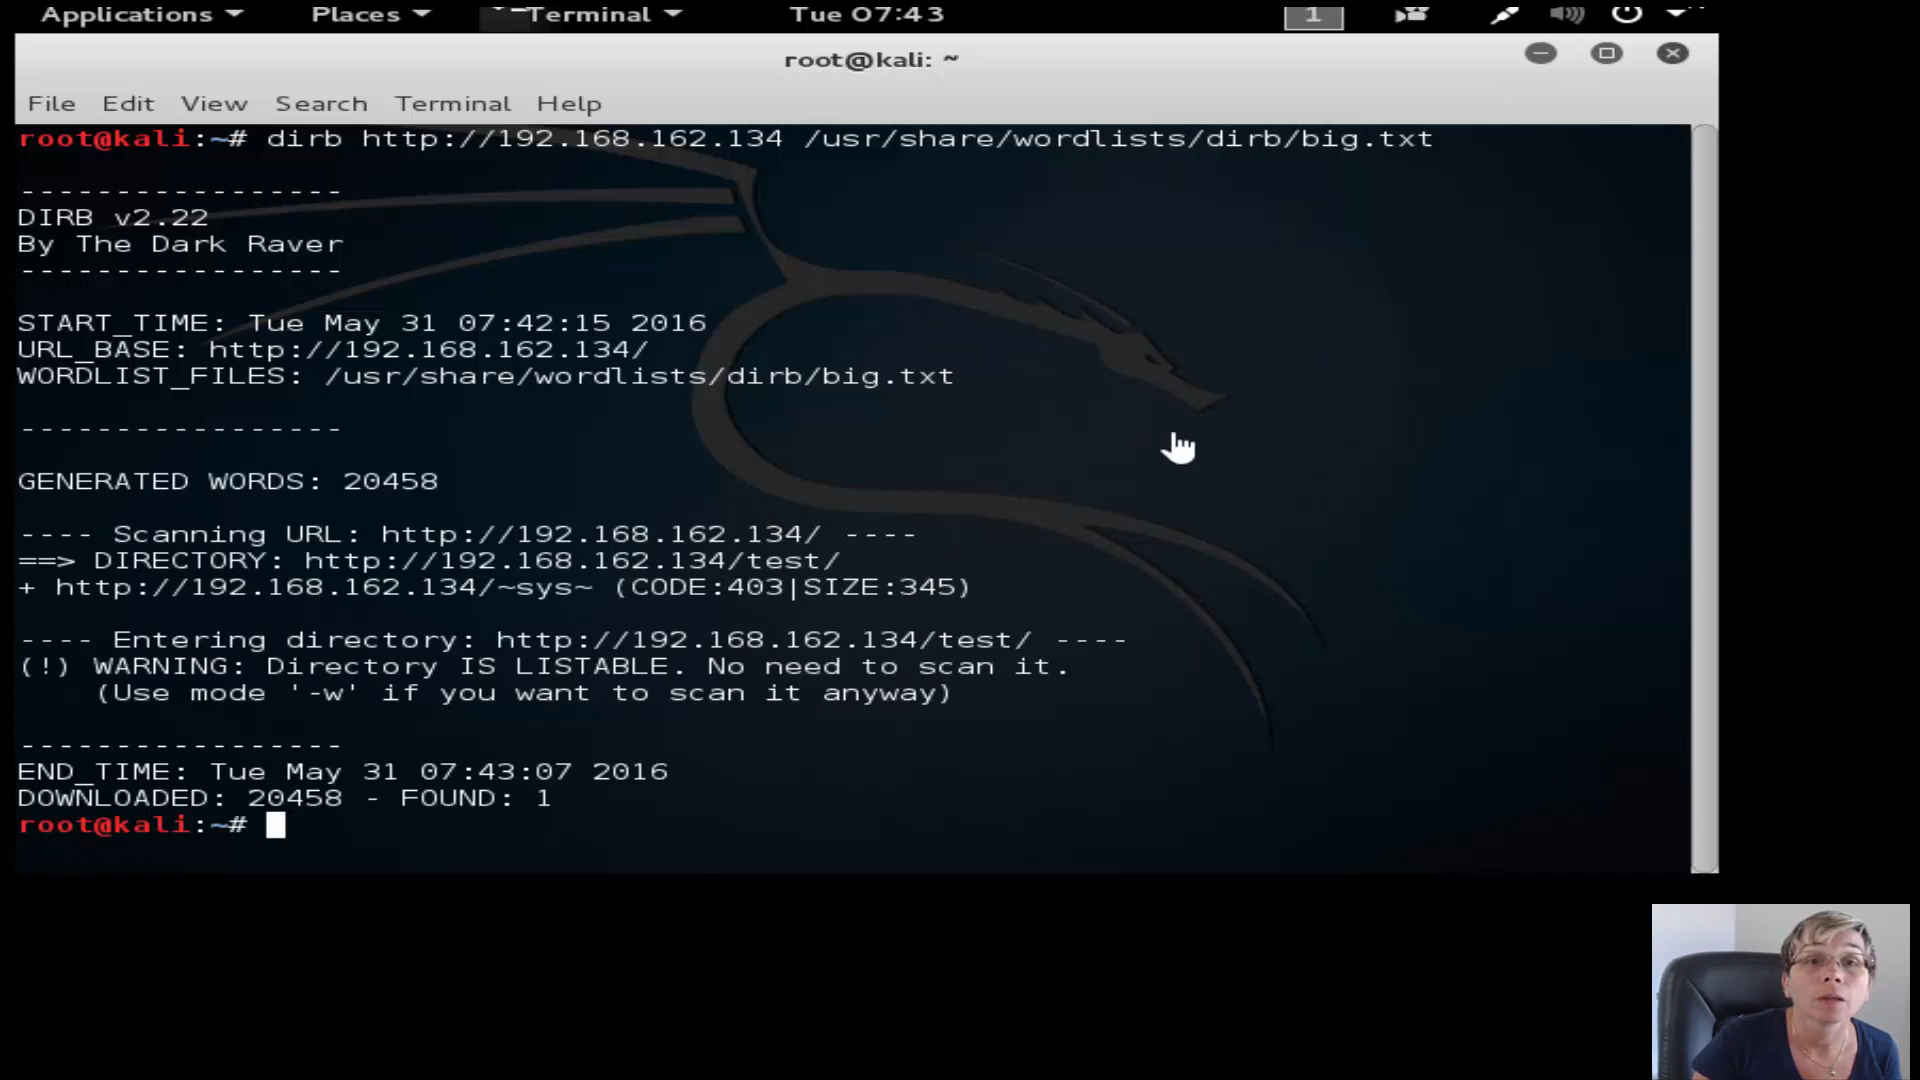 Applications Places Terminal Tue 07:43 1
root@kali: ~
File Edit View Search Terminal Help
root@kali:~# dirb http://192.168.162.134 /usr/share/wordlists/dirb/big.txt
-----------------
DIRB v2.22
By The Dark Raver
-----------------
START_TIME: Tue May 31 07:42:15 2016
URL_BASE: http://192.168.162.134/
WORDLIST_FILES: /usr/share/wordlists/dirb/big.txt
-----------------
GENERATED WORDS: 20458
---- Scanning URL: http://192.168.162.134/ ----
==> DIRECTORY: http://192.168.162.134/test/
+ http://192.168.162.134/~sys~ (CODE:403|SIZE:345)
---- Entering directory: http://192.168.162.134/test/ ----
(!) WARNING: Directory IS LISTABLE. No need to scan it.
(Use mode '-w' if you want to scan it anyway)
-----------------
END_TIME: Tue May 31 07:43:07 2016
DOWNLOADED: 20458 - FOUND: 1
root@kali:~#